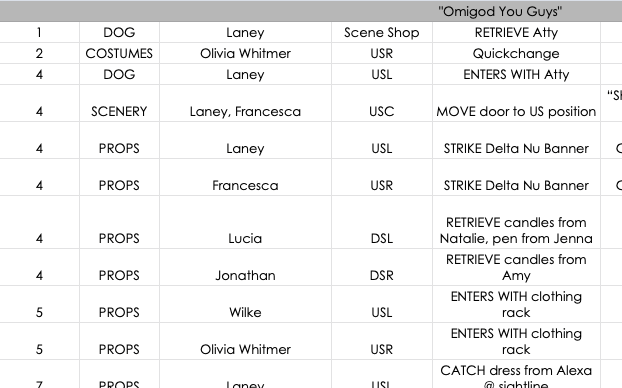 "Omigod You Guys"
1 DOG Laney Scene Shop RETRIEVE Atty
2 COSTUMES Olivia Whitmer USR Quickchange
4 DOG Laney USL ENTERS WITH Atty
4 SCENERY Laney, Francesca USC MOVE door to US position
4 PROPS Laney USL STRIKE Delta Nu Banner
4 PROPS Francesca USR STRIKE Delta Nu Banner
RETRIEVE candles from
4 PROPS Lucia DSL Natalie, pen from Jenna
RETRIEVE candles from
4 PROPS Jonathan DSR Amy
ENTERS WITH clothing
5 PROPS Wilke USL rack
ENTERS WITH clothing
5 PROPS Olivia Whitmer USR rack
CATCH dress from Alexa
7 PROPS Laney USL @ sightline